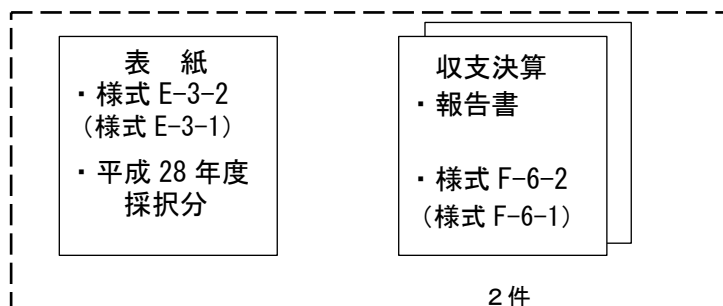 表　紙
・様式 E-3-2
（様式 E-3-1）
・平成 28 年度
採択分
収支決算
・報告書
・様式 F-6-2
（様式 F-6-1）
２件